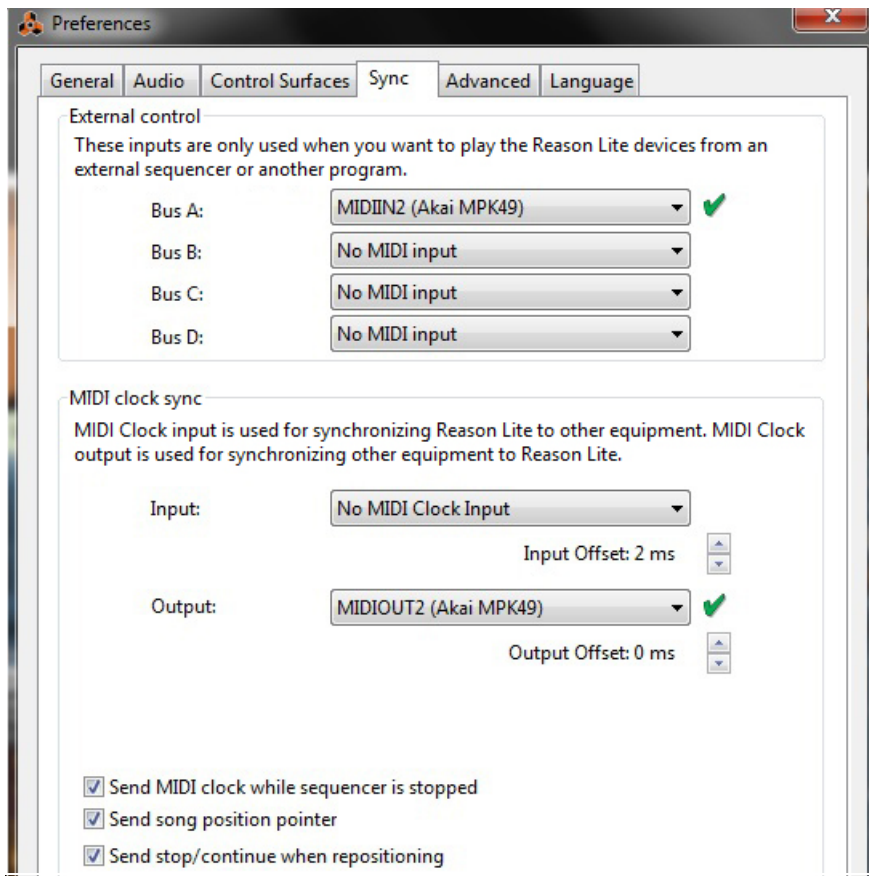 Preferences
x
General Audio Control Surfaces Sync Advanced Language
External control
These inputs are only used when you want to play the Reason Lite devices from an
external sequencer or another program.
Bus A: MIDIIN2 (Akai MPK49)
Bus B: No MIDI input
Bus C: No MIDI input
Bus D: No MIDI input
MIDI clock sync
MIDI Clock input is used for synchronizing Reason Lite to other equipment. MIDI Clock
output is used for synchronizing other equipment to Reason Lite.
Input: No MIDI Clock Input
Input Offset: 2 ms
Output: MIDIOUT2 (Akai MPK49)
Output Offset: 0 ms
Send MIDI clock while sequencer is stopped
Send song position pointer
Send stop/continue when repositioning